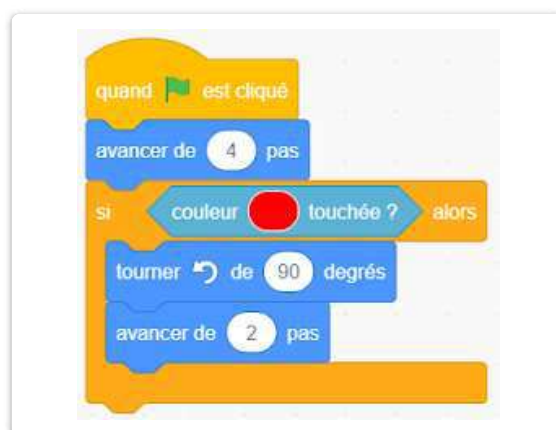 quand est cliqué
avancer de 4 pas
si couleur touchée ? alors
tourner de 90 degrés
avancer de 2 pas